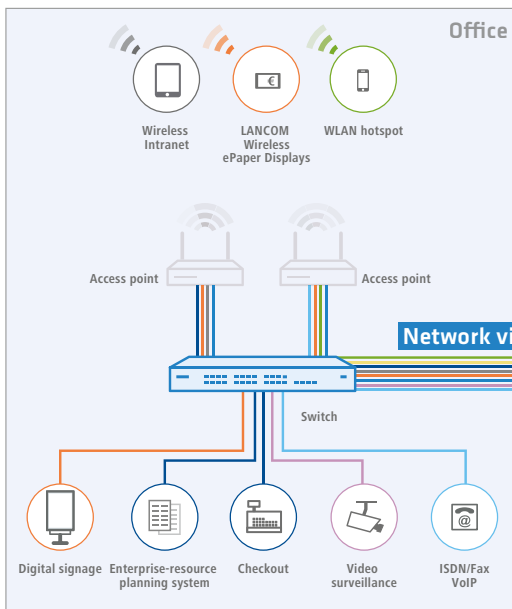 Office
Wireless
Intranet
LANCOM
Wireless
ePaper Displays
WLAN hotspot
€
Access point
Access point
Network vi
Switch
@
Digital signage
Enterprise-resource
planning system
Checkout
Video
surveillance
ISDN/Fax
VoIP